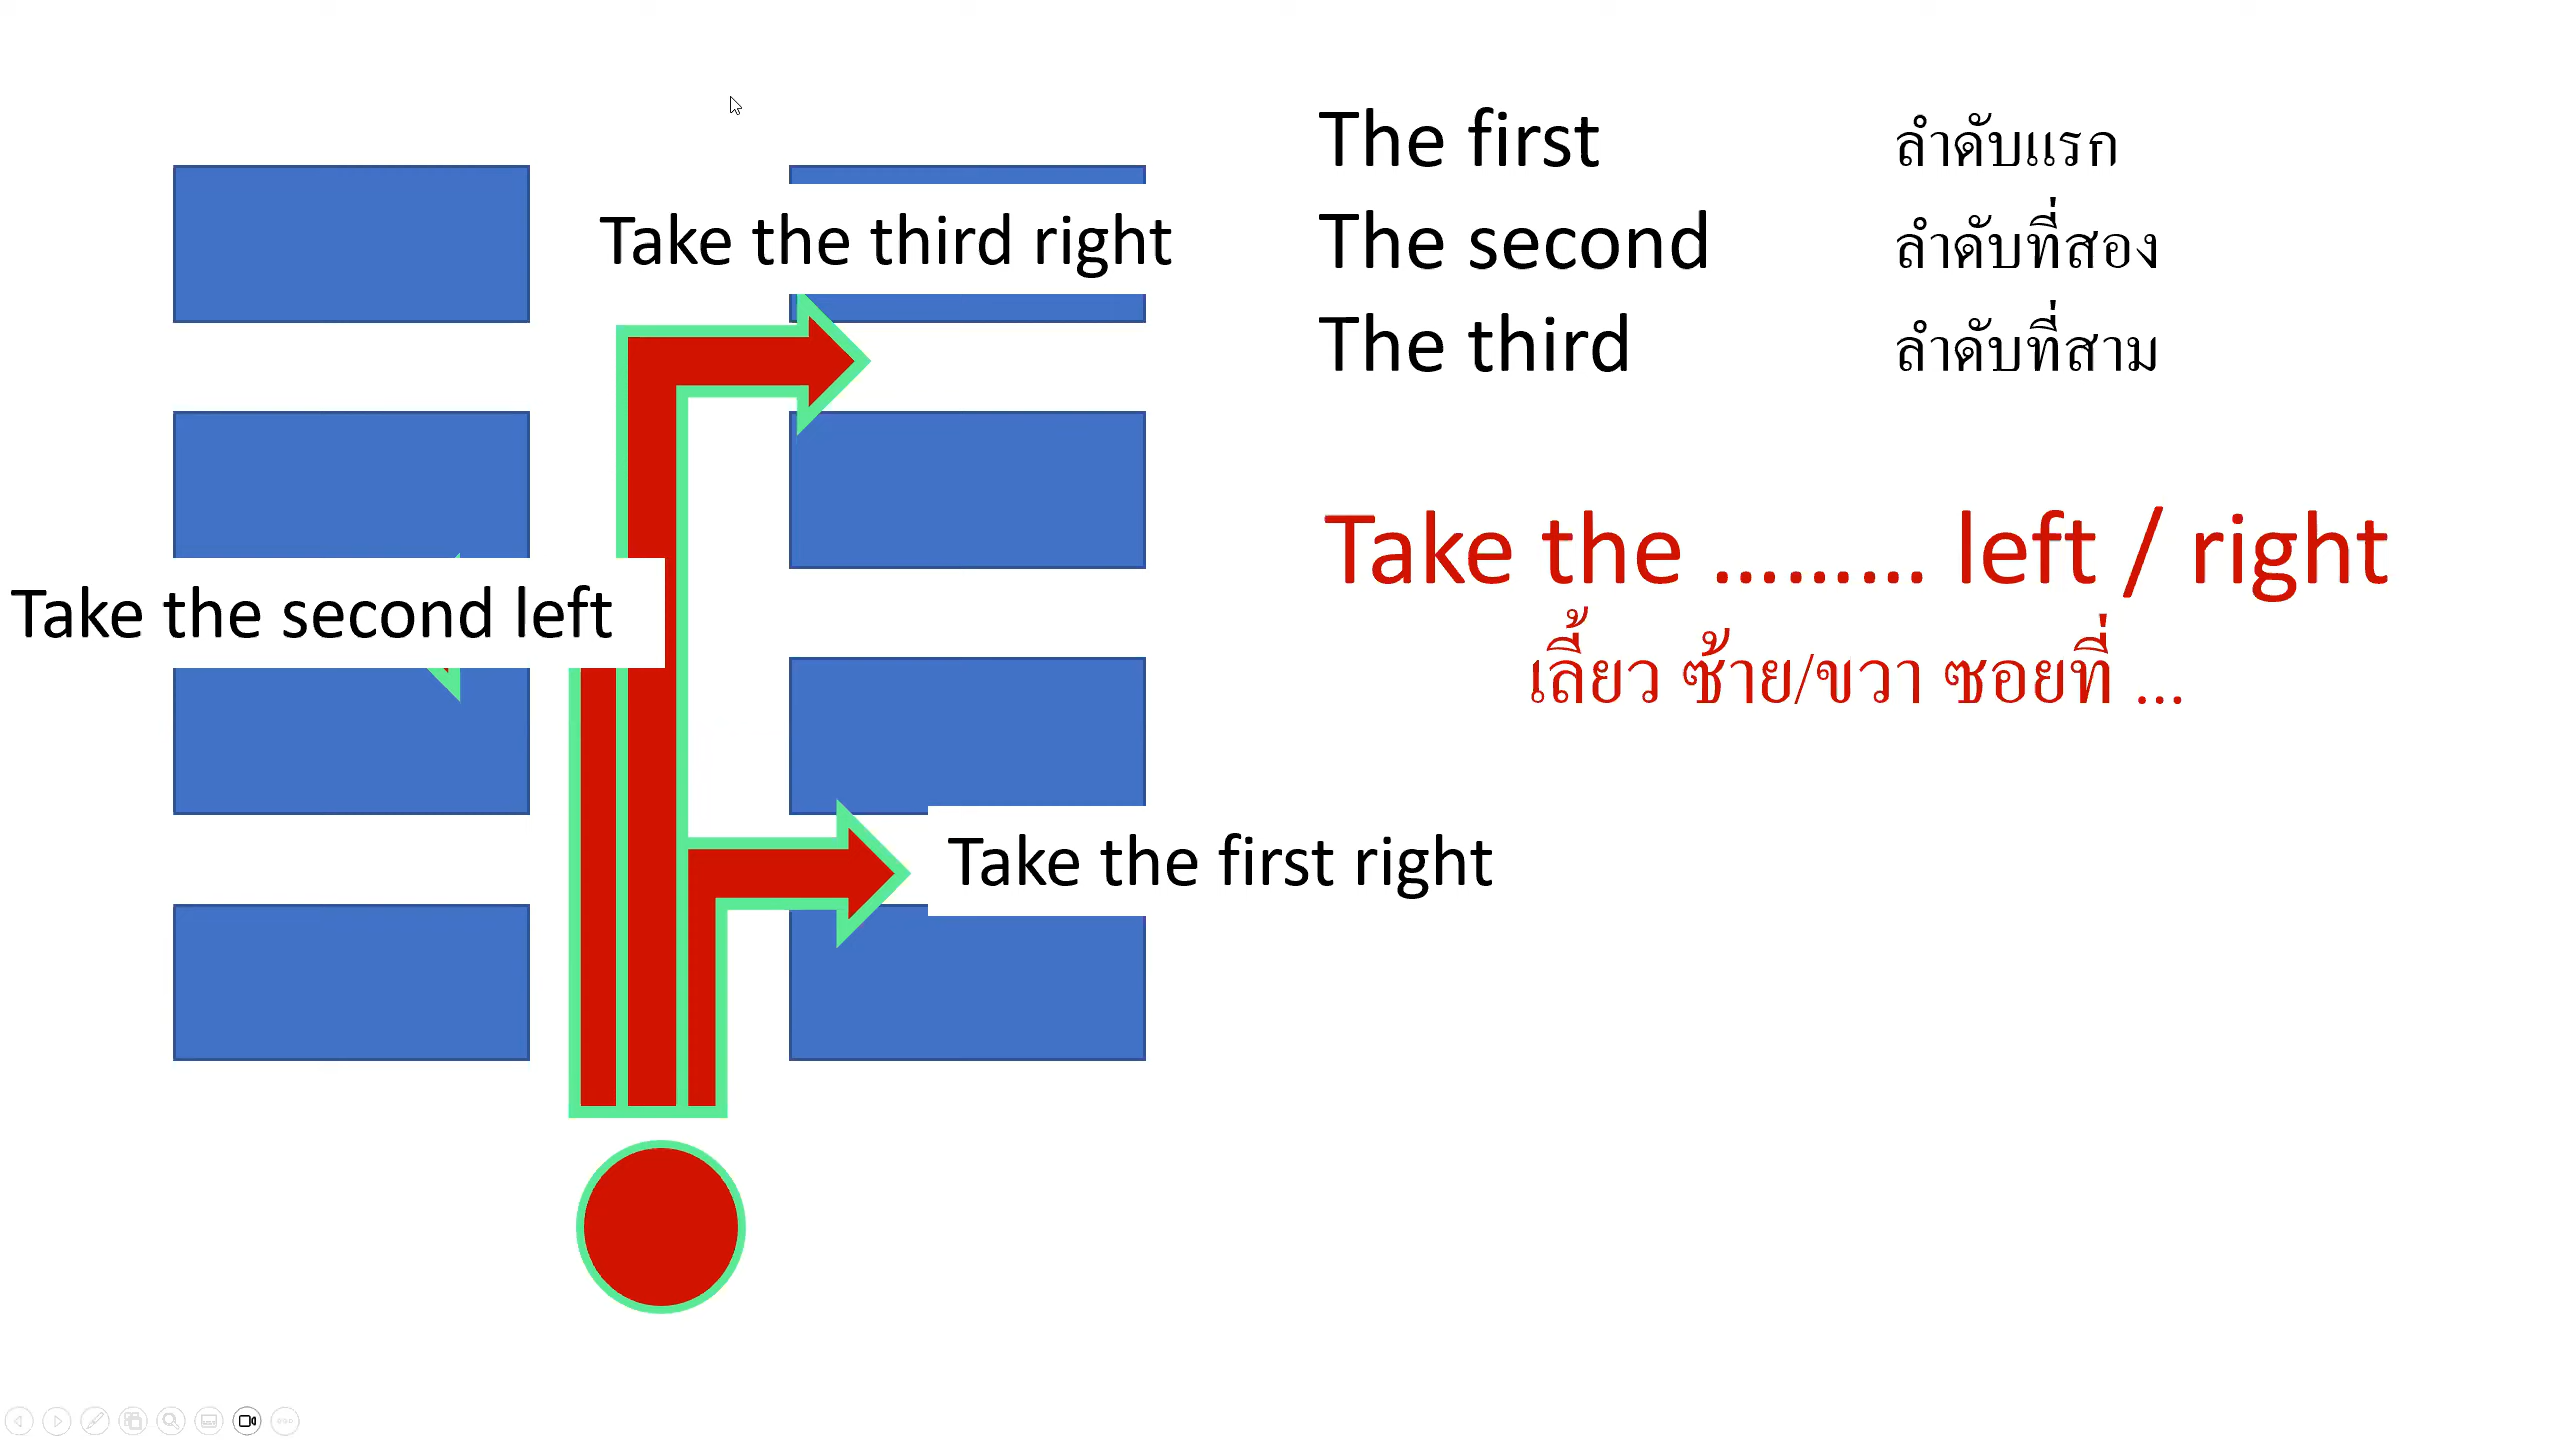 Take the third right
Take the second left
Take the first right
The first ลำดับแรก
The second ลำดับที่สอง
The third ลำดับที่สาม
Take the ......... left / right
เลี้ยว ซ้าย/ขวา ซอยที่ ...